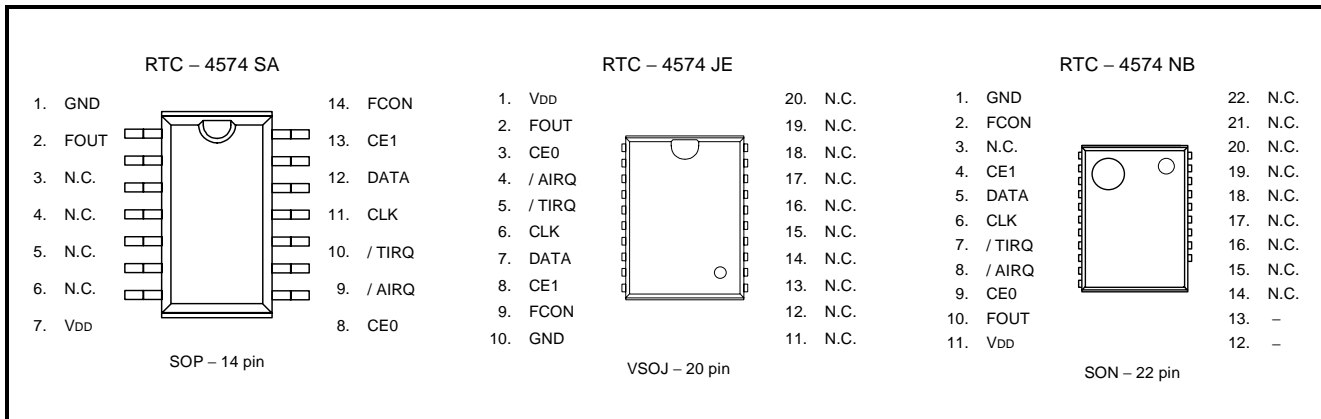 RTC – 4574 SA
1. GND
2. FOUT
3. N.C.
4. N.C.
5. N.C.
6. N.C.
7. VDD
14. FCON
13. CE1
12. DATA
11. CLK
10. / TIRQ
9. / AIRQ
8. CE0
SOP – 14 pin
RTC – 4574 JE
1. VDD
2. FOUT
3. CE0
4. / AIRQ
5. / TIRQ
6. CLK
7. DATA
8. CE1
9. FCON
10. GND
20. N.C.
19. N.C.
18. N.C.
17. N.C.
16. N.C.
15. N.C.
14. N.C.
13. N.C.
12. N.C.
11. N.C.
VSOJ – 20 pin
RTC – 4574 NB
1. GND
2. FCON
3. N.C.
4. CE1
5. DATA
6. CLK
7. / TIRQ
8. / AIRQ
9. CE0
10. FOUT
11. VDD
22. N.C.
21. N.C.
20. N.C.
19. N.C.
18. N.C.
17. N.C.
16. N.C.
15. N.C.
14. N.C.
13. –
12. –
SON – 22 pin